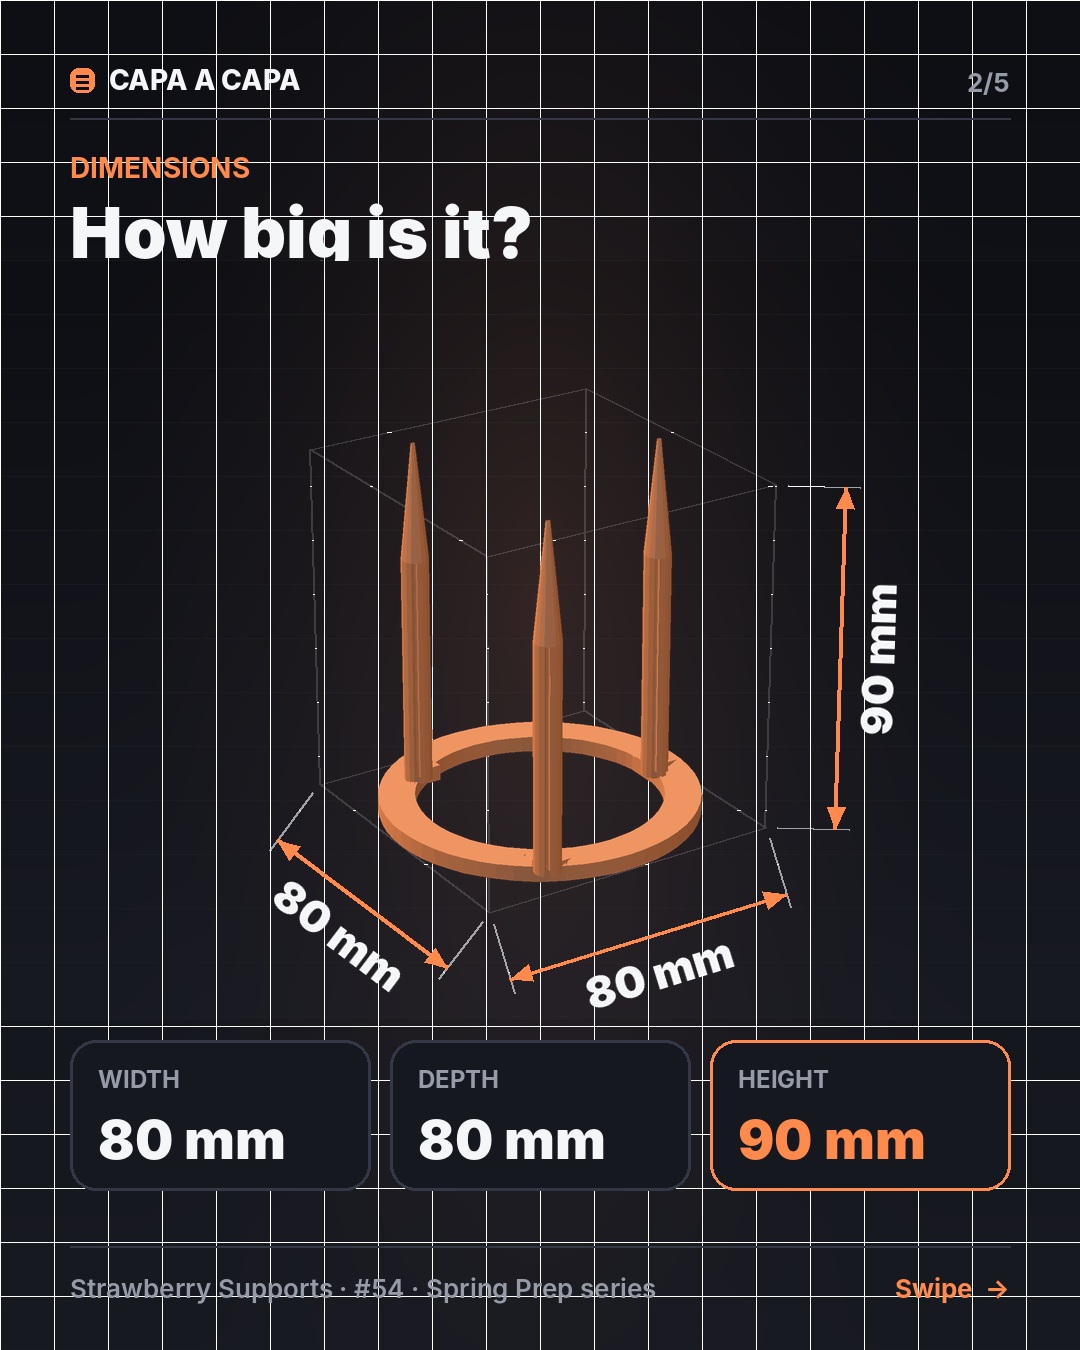 CAPA A CAPA
2/5
DIMENSIONS
How big is it?
90 mm
80 mm
80 mm
WIDTH
80 mm
DEPTH
80 mm
HEIGHT
90 mm
Strawberry Supports · #54 · Spring Prep series
Swipe →